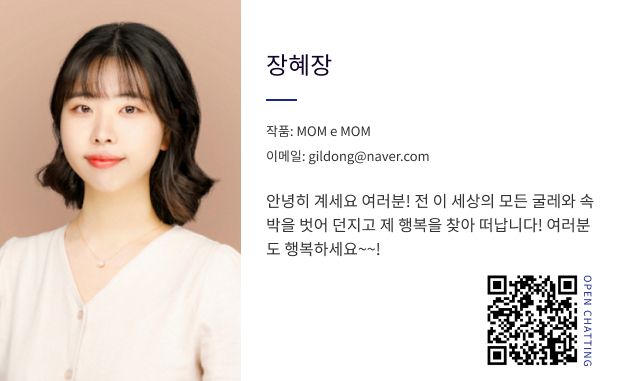 장혜장
작품: MOM e MOM
이메일: gildong@naver.com
안녕히 계세요 여러분! 전 이 세상의 모든 굴레와 속
박을 벗어 던지고 제 행복을 찾아 떠납니다! 여러분
도 행복하세요~~!
OPEN CHATTING